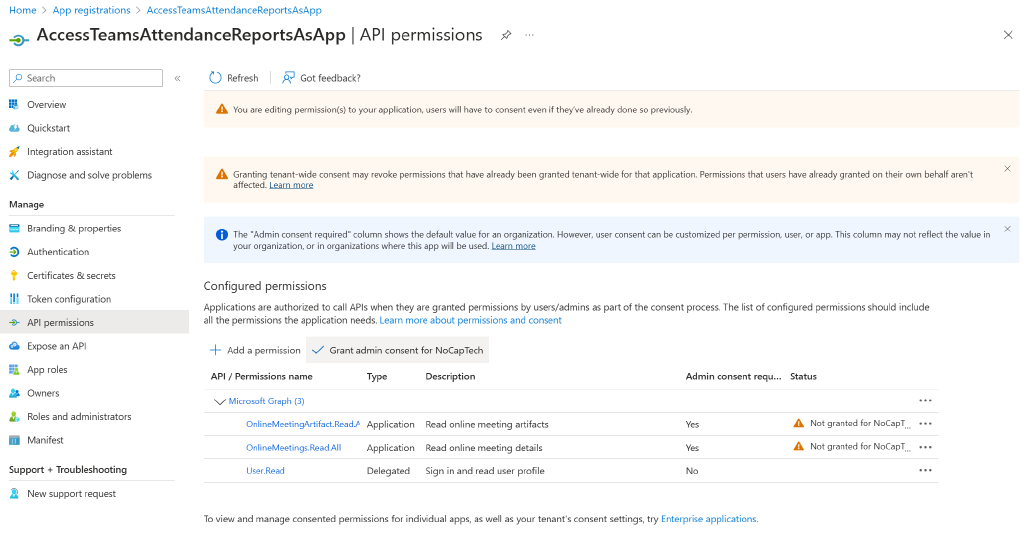 Home > App registrations > AccessTeamsAttendanceReportsAsApp
AccessTeamsAttendanceReportsAsApp | API permissions
Search
Overview
Quickstart
Integration assistant
Diagnose and solve problems
Manage
Branding & properties
Authentication
Certificates & secrets
Token configuration
API permissions
Expose an API
App roles
Owners
Roles and administrators
Manifest
Support + Troubleshooting
New support request
Refresh | Got feedback?
You are editing permission(s) to your application, users will have to consent even if they've already done so previously.
Granting tenant-wide consent may revoke permissions that have already been granted tenant-wide for that application. Permissions that users have already granted on their own behalf aren't
affected. Learn more
The "Admin consent required" column shows the default value for an organization. However, user consent can be customized per permission, user, or app. This column may not reflect the value in
your organization, or in organizations where this app will be used. Learn more
Configured permissions
Applications are authorized to call APIs when they are granted permissions by users/admins as part of the consent process. The list of configured permissions should include
all the permissions the application needs. Learn more about permissions and consent
Add a permission Grant admin consent for NoCapTech
API / Permissions name Type Description Admin consent requ... Status
Microsoft Graph (3)
OnlineMeetingArtifact.Read.A Application Read online meeting artifacts Yes Not granted for NoCapT...
OnlineMeetings.Read.All Application Read online meeting details Yes Not granted for NoCapT...
User.Read Delegated Sign in and read user profile No
To view and manage consented permissions for individual apps, as well as your tenant's consent settings, try Enterprise applications.